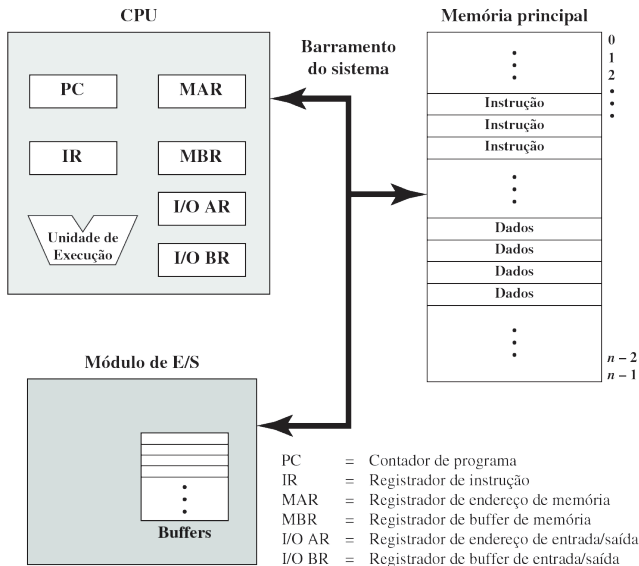 CPU
PC
MAR
IR
MBR
I/O AR
I/O BR
Unidade de
Execução
Barramento
do sistema
Memória principal
0
1
2
Instrução
Instrução
Instrução
Dados
Dados
Dados
Dados
n – 2
n – 1
Módulo de E/S
Buffers
PC = Contador de programa
IR = Registrador de instrução
MAR = Registrador de endereço de memória
MBR = Registrador de buffer de memória
I/O AR = Registrador de endereço de entrada/saída
I/O BR = Registrador de buffer de entrada/saída